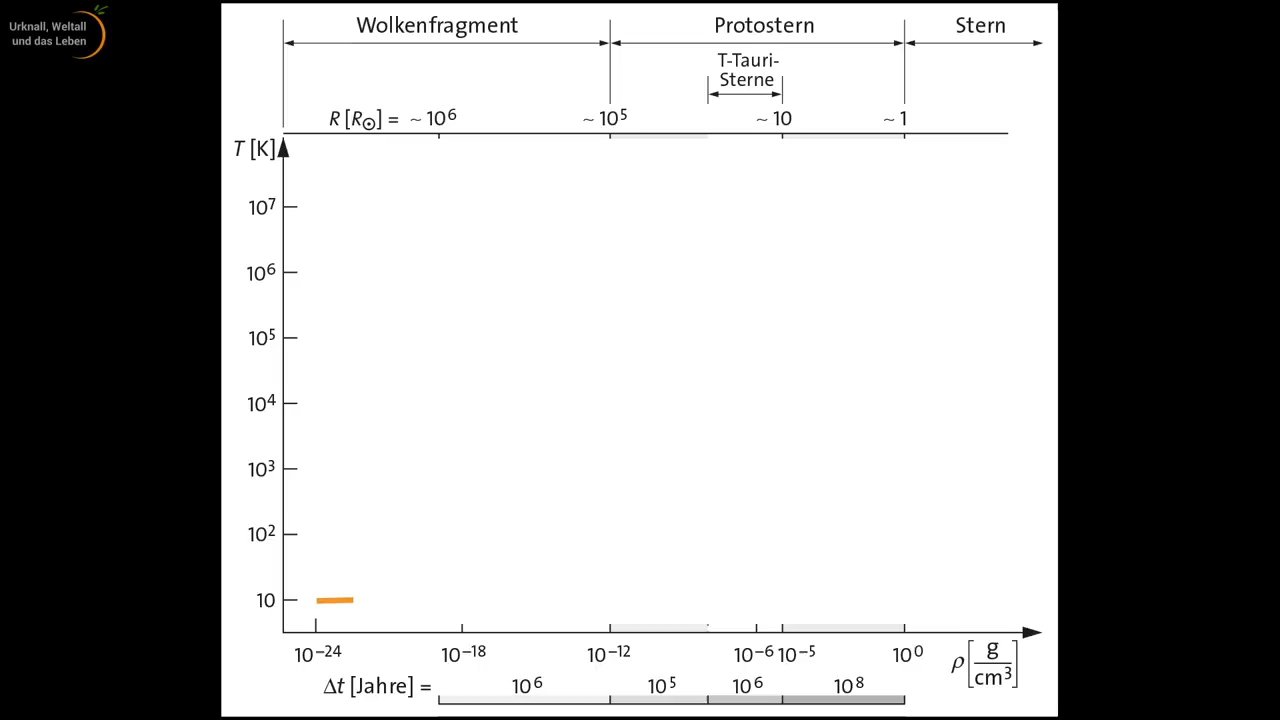 Urknall, Weltall
und das Leben
Wolkenfragment Protostern Stern
T-Tauri-
Sterne
R [R☉] = ~ 10⁶ ~ 10⁵ ~ 10 ~ 1
T [K]
10⁷
10⁶
10⁵
10⁴
10³
10²
10
10⁻²⁴ 10⁻¹⁸ 10⁻¹² 10⁻⁶ 10⁻⁵ 10⁰ ρ [g/cm³]
Δt [Jahre] = 10⁶ 10⁵ 10⁶ 10⁸